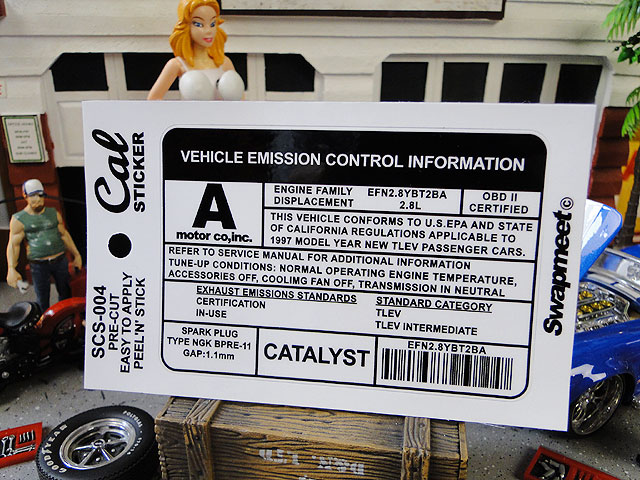 Cal
STICKER
SCS-004
PRE-CUT
EASY TO APPLY
PEEL'N' STICK
VEHICLE EMISSION CONTROL INFORMATION
A
motor co,inc.
ENGINE FAMILY EFN2.8YBT2BA
DISPLACEMENT 2.8L
OBD II
CERTIFIED
THIS VEHICLE CONFORMS TO U.S.EPA AND STATE
OF CALIFORNIA REGULATIONS APPLICABLE TO
1997 MODEL YEAR NEW TLEV PASSENGER CARS.
REFER TO SERVICE MANUAL FOR ADDITIONAL INFORMATION
TUNE-UP CONDITIONS: NORMAL OPERATING ENGINE TEMPERATURE,
ACCESSORIES OFF, COOLIMG FAN OFF, TRANSMISSION IN NEUTRAL
EXHAUST EMISSIONS STANDARDS
CERTIFICATION
IN-USE
STANDARD CATEGORY
TLEV
TLEV INTERMEDIATE
SPARK PLUG
TYPE NGK BPRE-11
GAP:1.1mm
CATALYST
EFN2.8YBT2BA
Swapmeet©
GOODYEAR